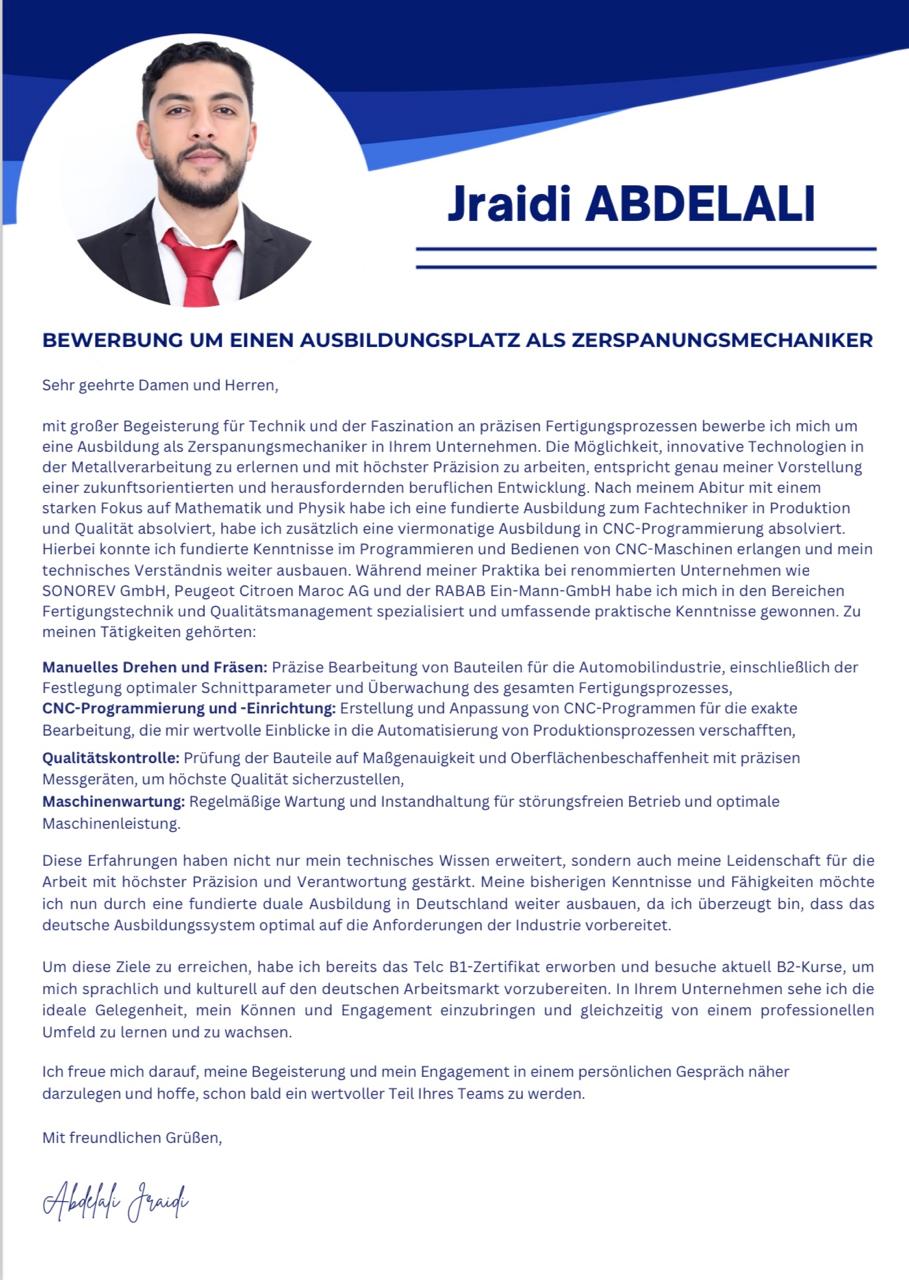 Jraidi ABDELALI
BEWERBUNG UM EINEN AUSBILDUNGSPLATZ ALS ZERSPANUNGSMECHANIKER
Sehr geehrte Damen und Herren,
mit großer Begeisterung für Technik und der Faszination an präzisen Fertigungsprozessen bewerbe ich mich um
eine Ausbildung als Zerspanungsmechaniker in Ihrem Unternehmen. Die Möglichkeit, innovative Technologien in
der Metallverarbeitung zu erlernen und mit höchster Präzision zu arbeiten, entspricht genau meiner Vorstellung
einer zukunftsorientierten und herausfordernden beruflichen Entwicklung. Nach meinem Abitur mit einem
starken Fokus auf Mathematik und Physik habe ich eine fundierte Ausbildung zum Fachtechniker in Produktion
und Qualität absolviert, habe ich zusätzlich eine viermonatige Ausbildung in CNC-Programmierung absolviert.
Hierbei konnte ich fundierte Kenntnisse im Programmieren und Bedienen von CNC-Maschinen erlangen und mein
technisches Verständnis weiter ausbauen. Während meiner Praktika bei renommierten Unternehmen wie
SONOREV GmbH, Peugeot Citroen Maroc AG und der RABAB Ein-Mann-GmbH habe ich mich in den Bereichen
Fertigungstechnik und Qualitätsmanagement spezialisiert und umfassende praktische Kenntnisse gewonnen. Zu
meinen Tätigkeiten gehörten:
Manuelles Drehen und Fräsen: Präzise Bearbeitung von Bauteilen für die Automobilindustrie, einschließlich der
Festlegung optimaler Schnittparameter und Überwachung des gesamten Fertigungsprozesses,
CNC-Programmierung und -Einrichtung: Erstellung und Anpassung von CNC-Programmen für die exakte
Bearbeitung, die mir wertvolle Einblicke in die Automatisierung von Produktionsprozessen verschafften,
Qualitätskontrolle: Prüfung der Bauteile auf Maßgenauigkeit und Oberflächenbeschaffenheit mit präzisen
Messgeräten, um höchste Qualität sicherzustellen,
Maschinenwartung: Regelmäßige Wartung und Instandhaltung für störungsfreien Betrieb und optimale
Maschinenleistung.
Diese Erfahrungen haben nicht nur mein technisches Wissen erweitert, sondern auch meine Leidenschaft für die
Arbeit mit höchster Präzision und Verantwortung gestärkt. Meine bisherigen Kenntnisse und Fähigkeiten möchte
ich nun durch eine fundierte duale Ausbildung in Deutschland weiter ausbauen, da ich überzeugt bin, dass das
deutsche Ausbildungssystem optimal auf die Anforderungen der Industrie vorbereitet.
Um diese Ziele zu erreichen, habe ich bereits das Telc B1-Zertifikat erworben und besuche aktuell B2-Kurse, um
mich sprachlich und kulturell auf den deutschen Arbeitsmarkt vorzubereiten. In Ihrem Unternehmen sehe ich die
ideale Gelegenheit, mein Können und Engagement einzubringen und gleichzeitig von einem professionellen
Umfeld zu lernen und zu wachsen.
Ich freue mich darauf, meine Begeisterung und mein Engagement in einem persönlichen Gespräch näher
darzulegen und hoffe, schon bald ein wertvoller Teil Ihres Teams zu werden.
Mit freundlichen Grüßen,
Abdelali Jraidi